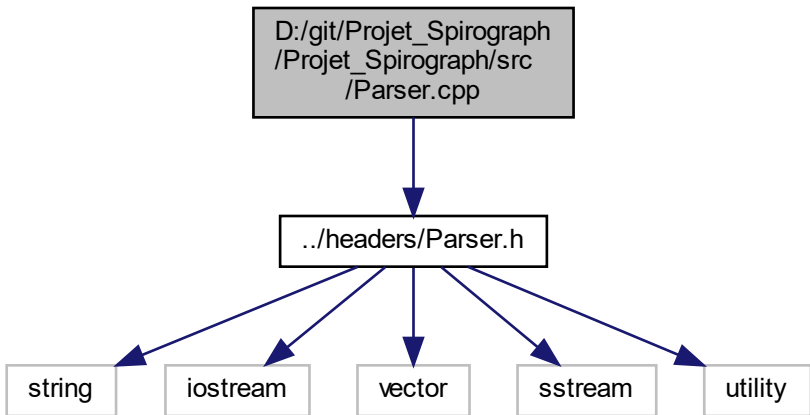 D:/git/Projet_Spirograph
/Projet_Spirograph/src
/Parser.cpp
../headers/Parser.h
string
iostream
vector
sstream
utility